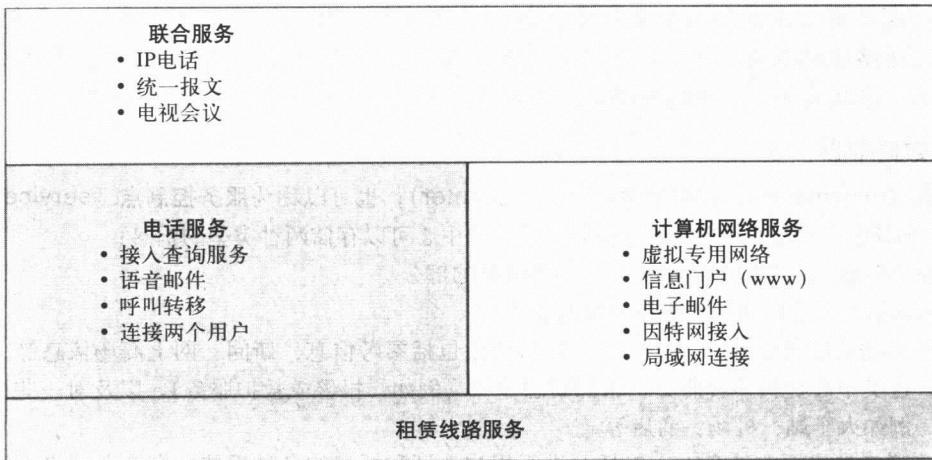 联合服务
• IP电话
• 统一报文
• 电视会议
电话服务
• 接入查询服务
• 语音邮件
• 呼叫转移
• 连接两个用户
计算机网络服务
• 虚拟专用网络
• 信息门户（www）
• 电子邮件
• 因特网接入
• 局域网连接
租赁线路服务